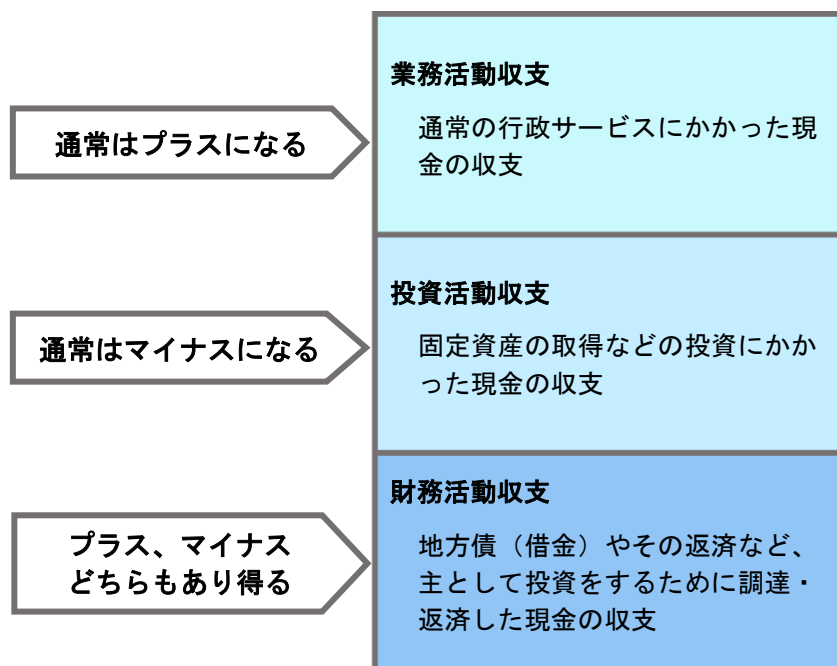 業務活動収支
通常の行政サービスにかかった現
金の収支
通常はプラスになる
投資活動収支
固定資産の取得などの投資にかか
った現金の収支
通常はマイナスになる
財務活動収支
地方債（借金）やその返済など、
主として投資をするために調達・
返済した現金の収支
プラス、マイナス
どちらもあり得る